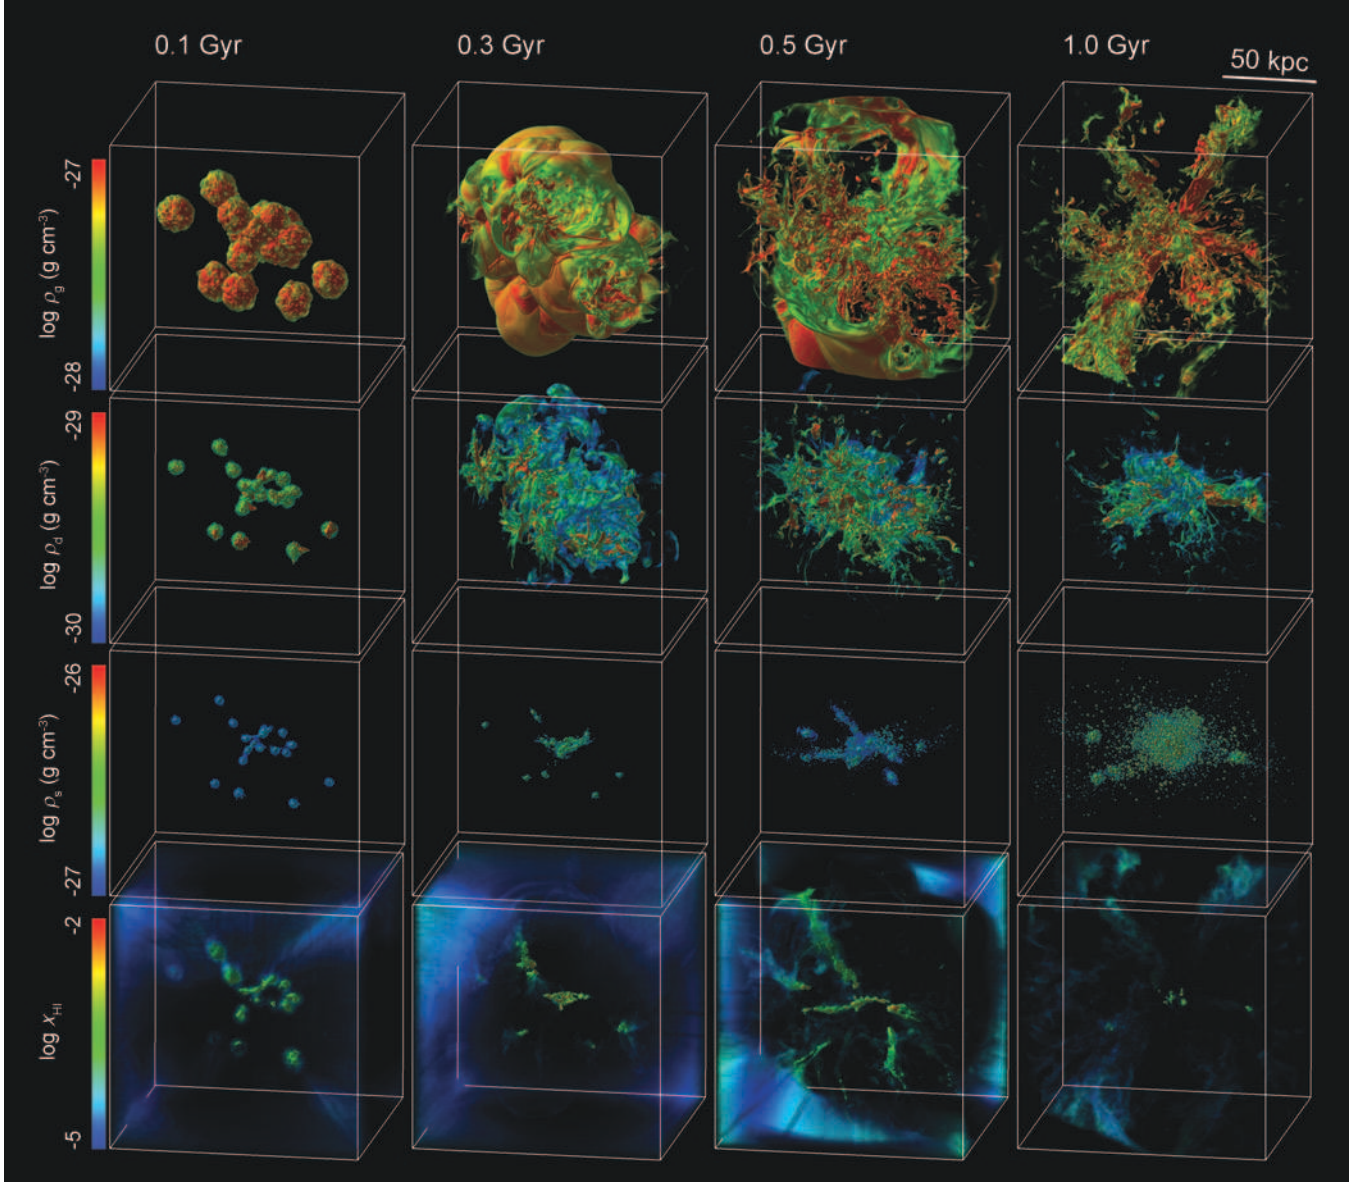 0.1 Gyr 0.3 Gyr 0.5 Gyr 1.0 Gyr
50 kpc
-27
log ρg (g cm-3)
-28
-29
log ρd (g cm-3)
-30
-26
log ρs (g cm-3)
-27
-2
log xHI
-5